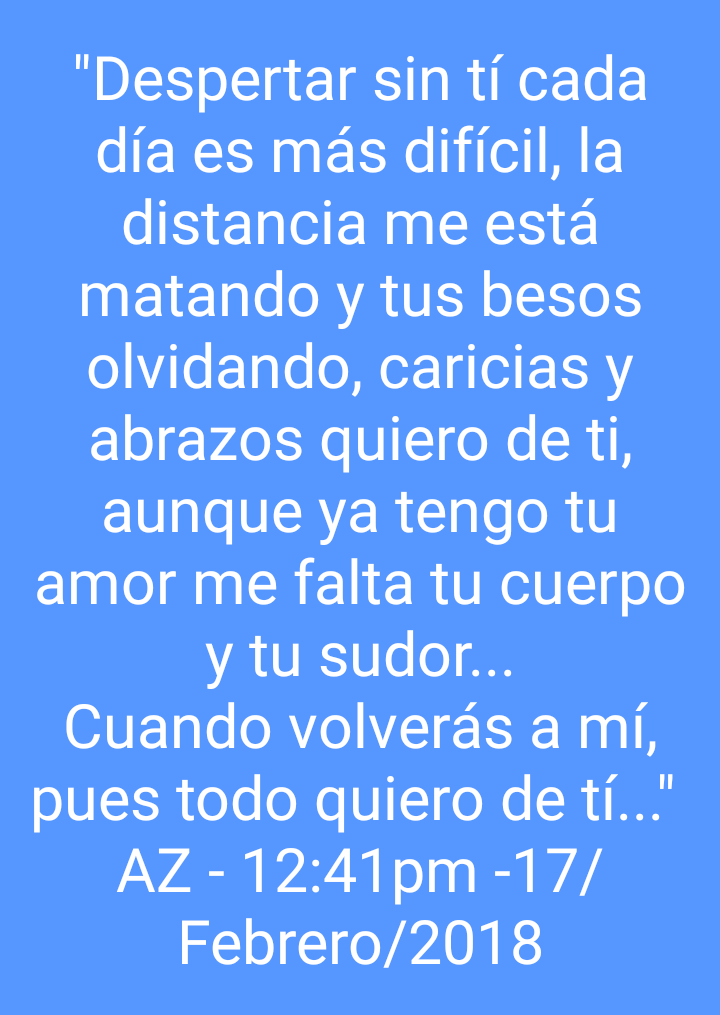 "Despertar sin tí cada
día es más difícil, la
distancia me está
matando y tus besos
olvidando, caricias y
abrazos quiero de ti,
aunque ya tengo tu
amor me falta tu cuerpo
y tu sudor...
Cuando volverás a mí,
pues todo quiero de tí..."
AZ - 12:41pm -17/
Febrero/2018